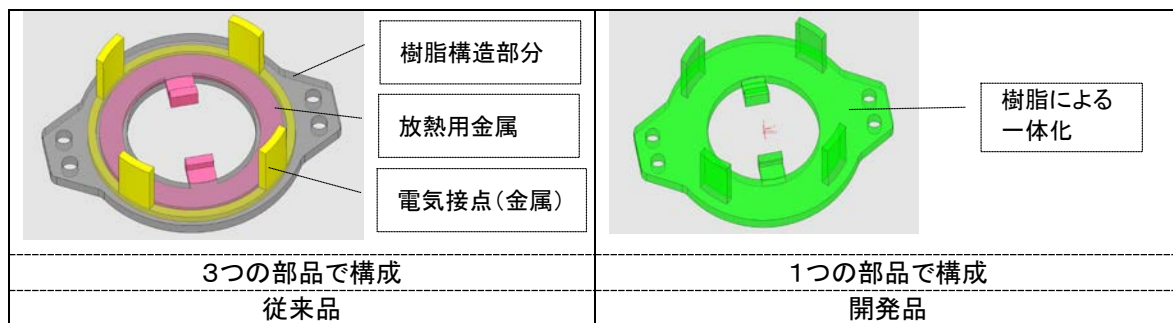 樹脂構造部分
放熱用金属
電気接点(金属)
3つの部品で構成
従来品
樹脂による
一体化
1つの部品で構成
開発品